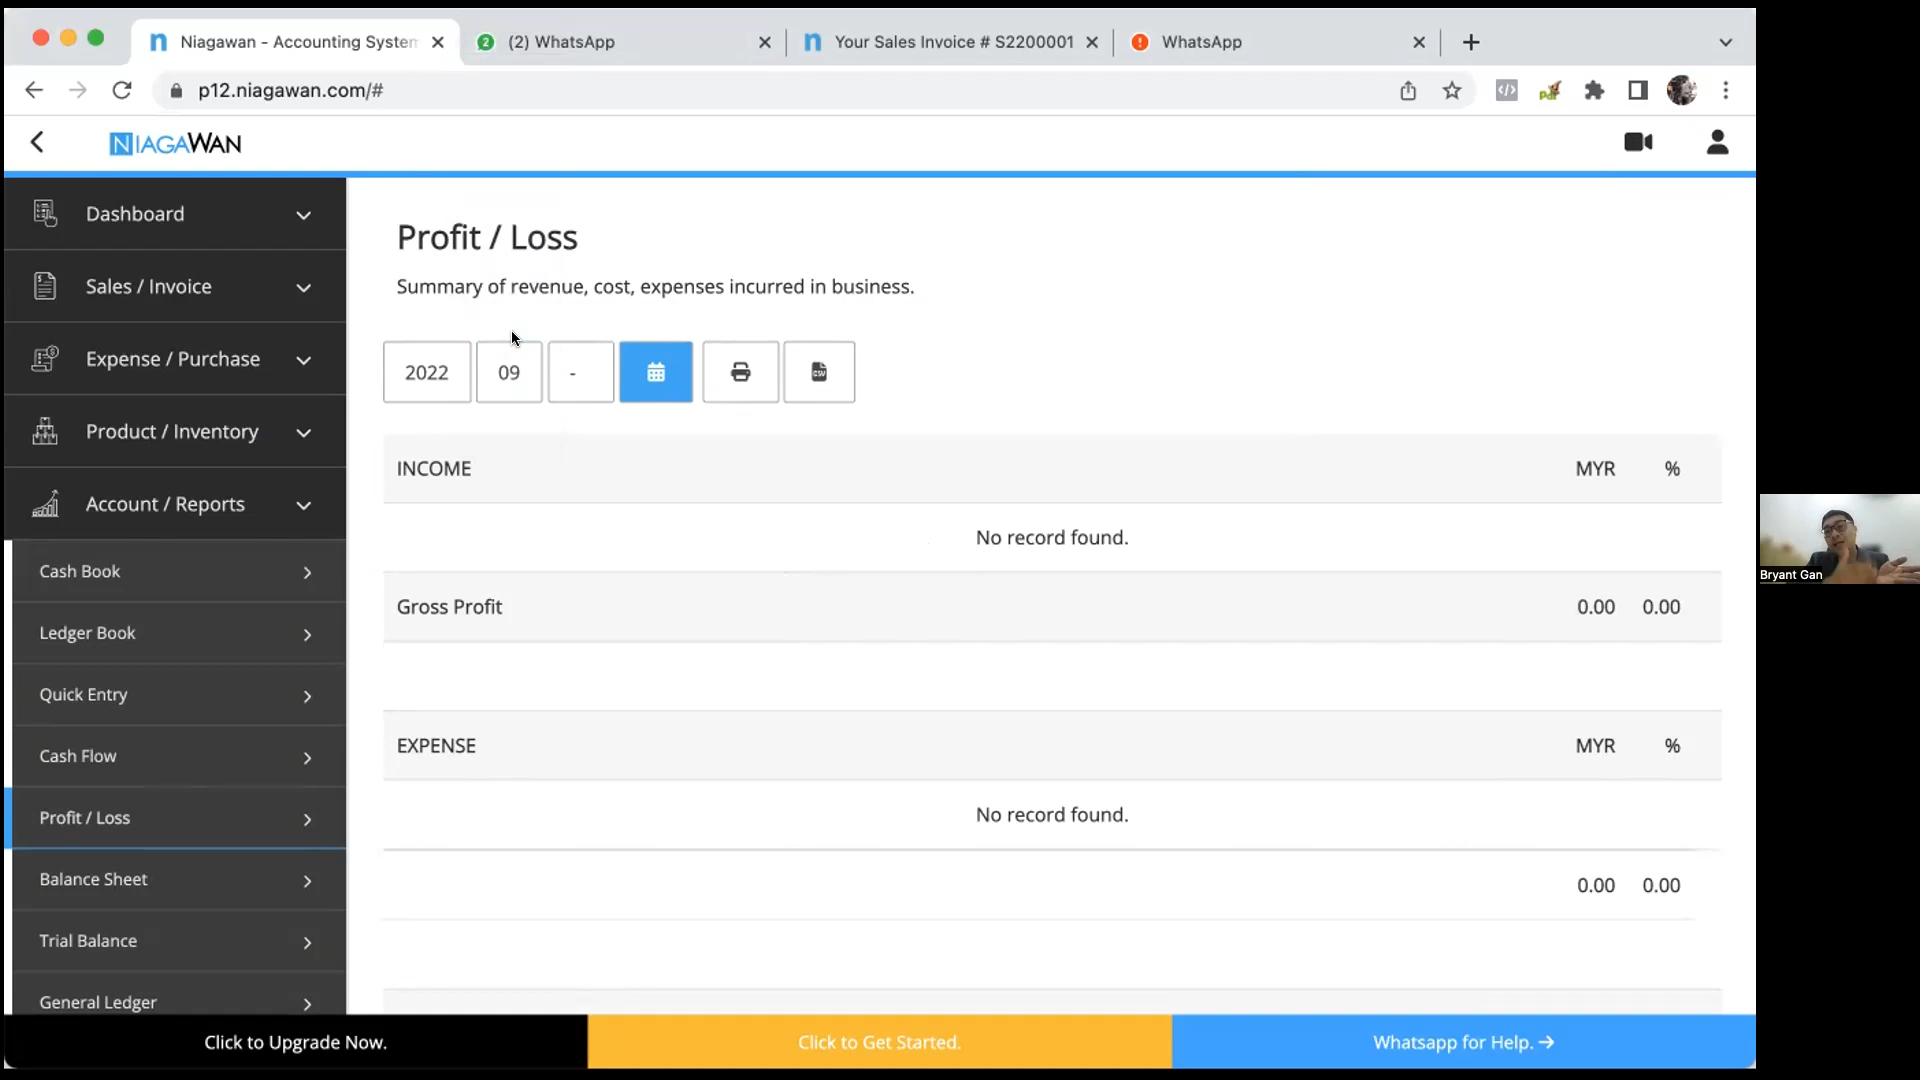 Niagawan - Accounting System
2
(2) WhatsApp
Your Sales Invoice # S2200001
WhatsApp
p12.niagawan.com/#
NIAGAWAN
Dashboard
Sales / Invoice
Expense / Purchase
Product / Inventory
Account / Reports
Cash Book
Ledger Book
Quick Entry
Cash Flow
Profit / Loss
Balance Sheet
Trial Balance
General Ledger
Profit / Loss
Summary of revenue, cost, expenses incurred in business.
2022 09 -
CSV
INCOME MYR %
No record found.
Gross Profit 0.00 0.00
EXPENSE MYR %
No record found.
0.00 0.00
Click to Upgrade Now.
Click to Get Started.
Whatsapp for Help. →
Bryant Gan